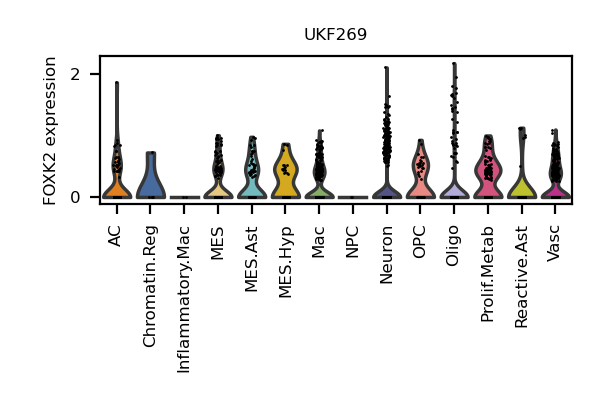 UKF269
FOXK2 expression
2
0
AC
Chromatin.Reg
Inflammatory.Mac
MES
MES.Ast
MES.Hyp
Mac
NPC
Neuron
OPC
Oligo
Prolif.Metab
Reactive.Ast
Vasc